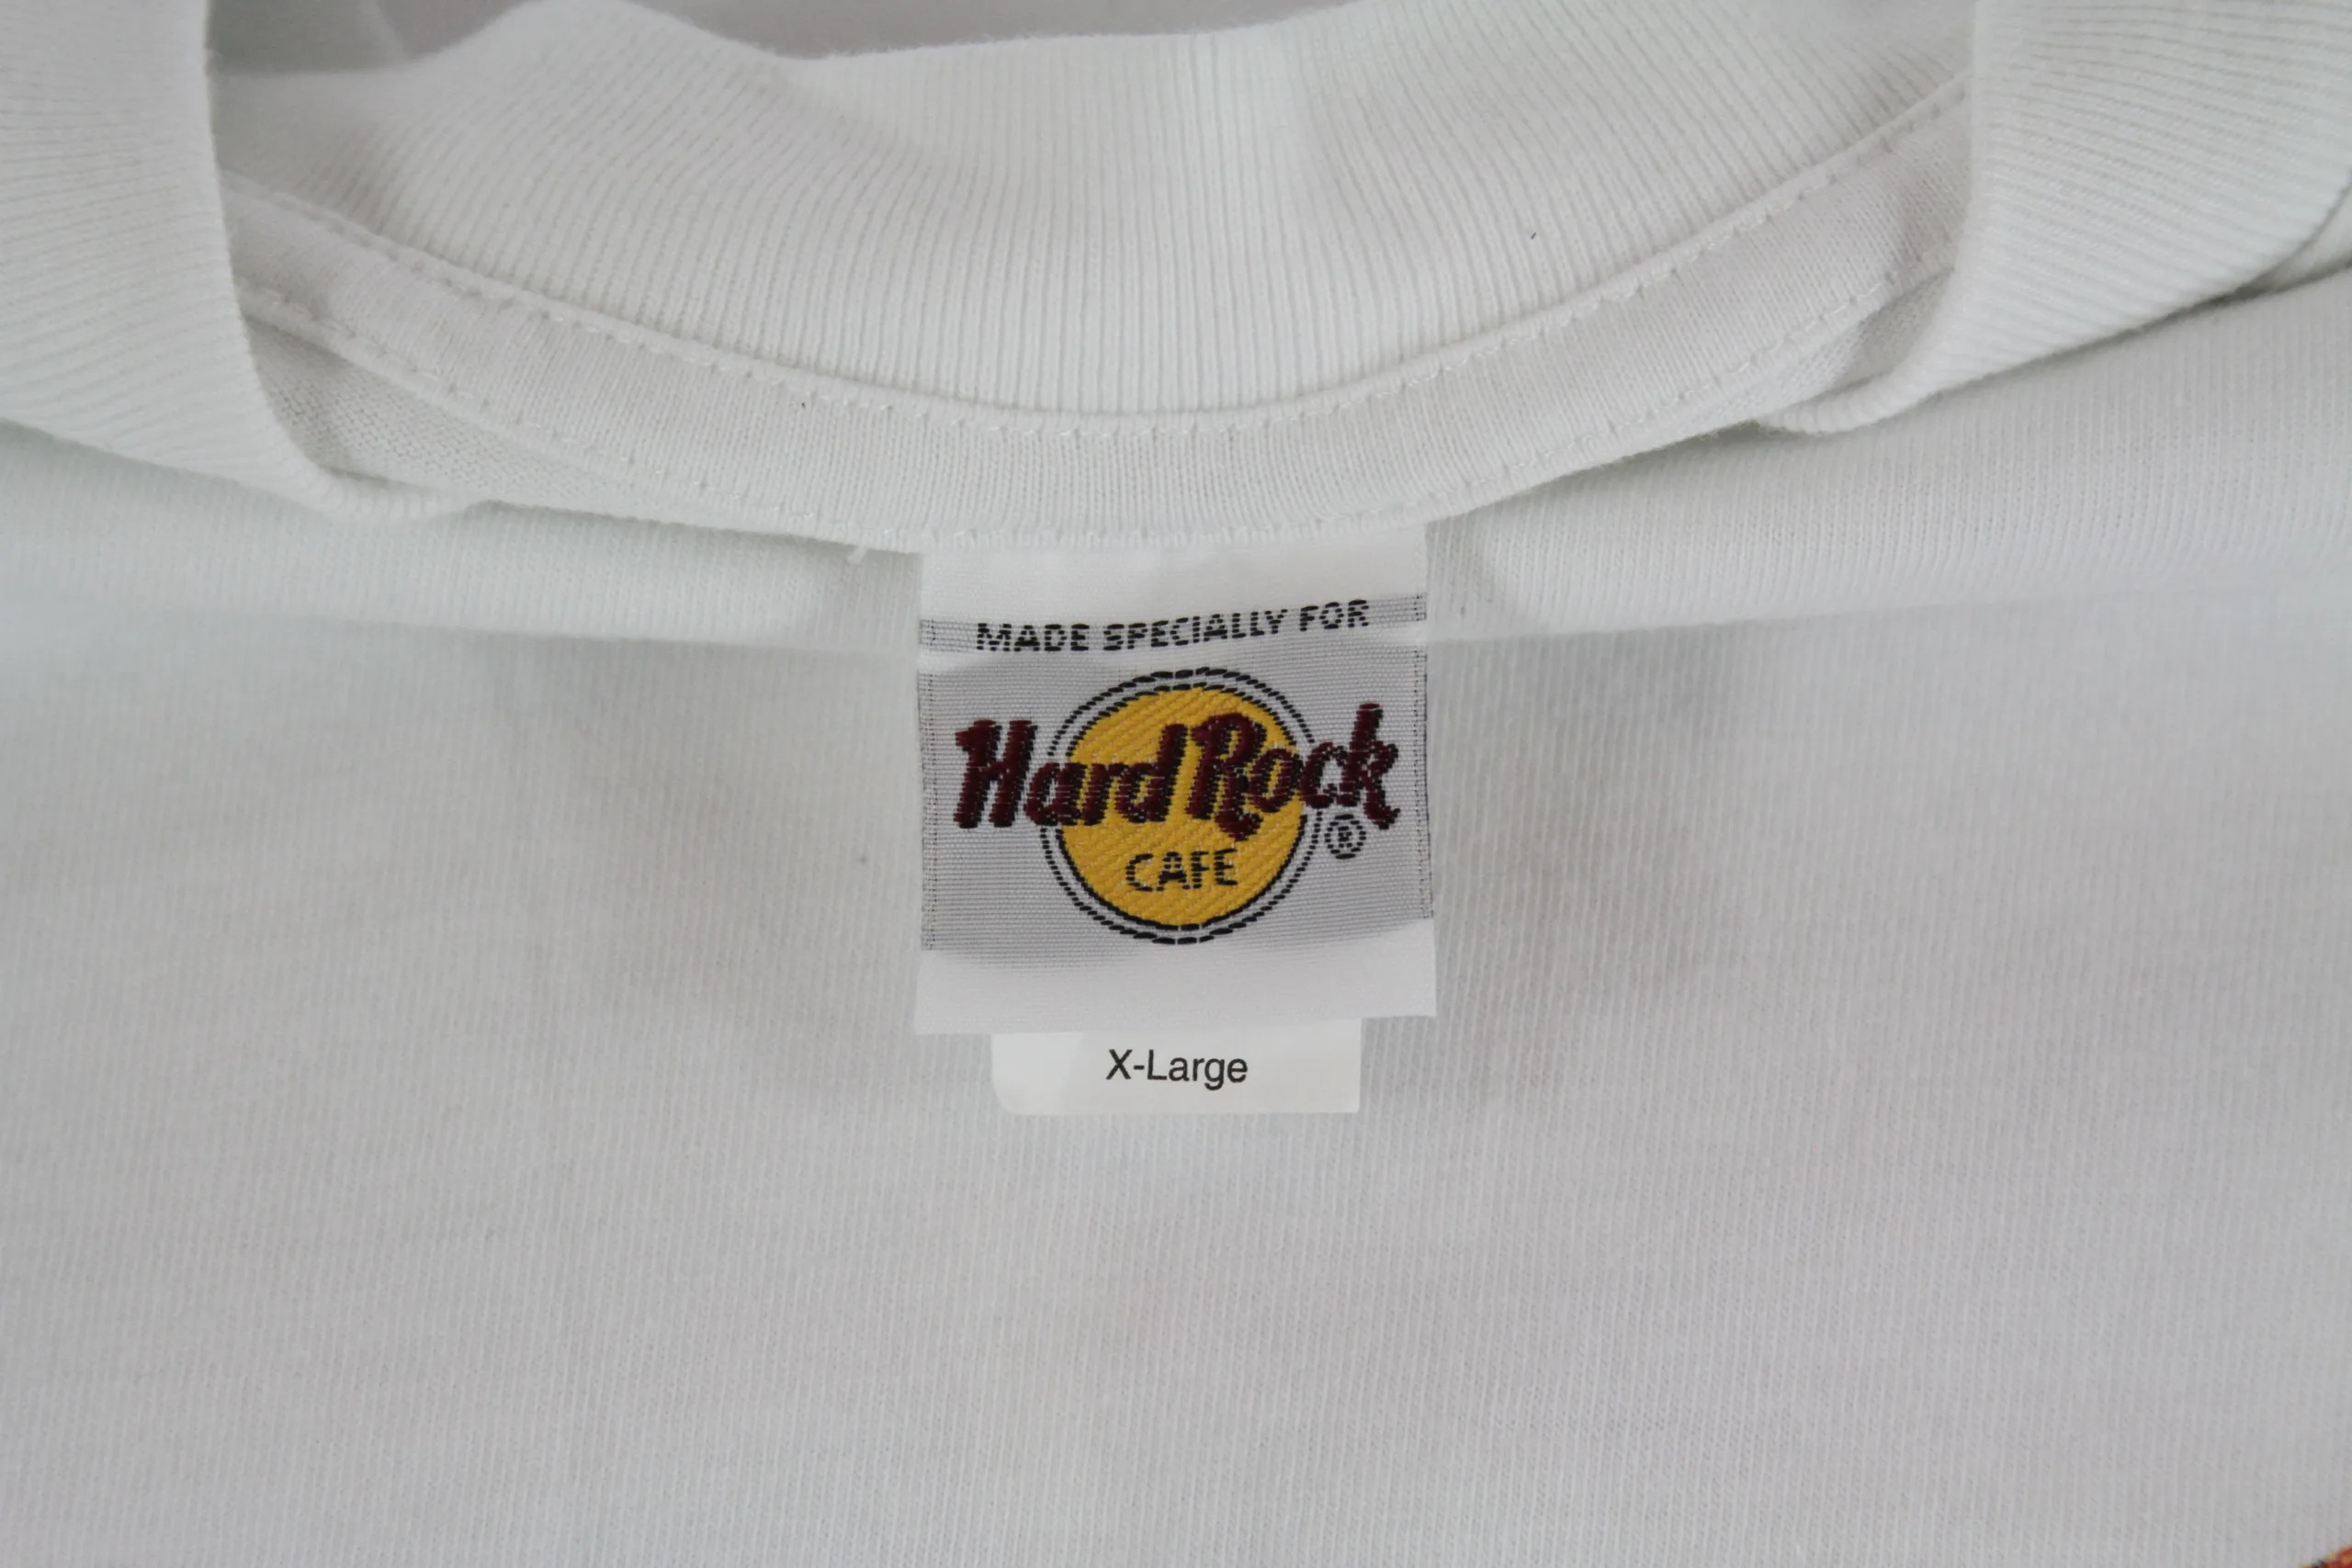 MADE SPECIALLY FOR
Hard Rock
®
CAFE
X-Large